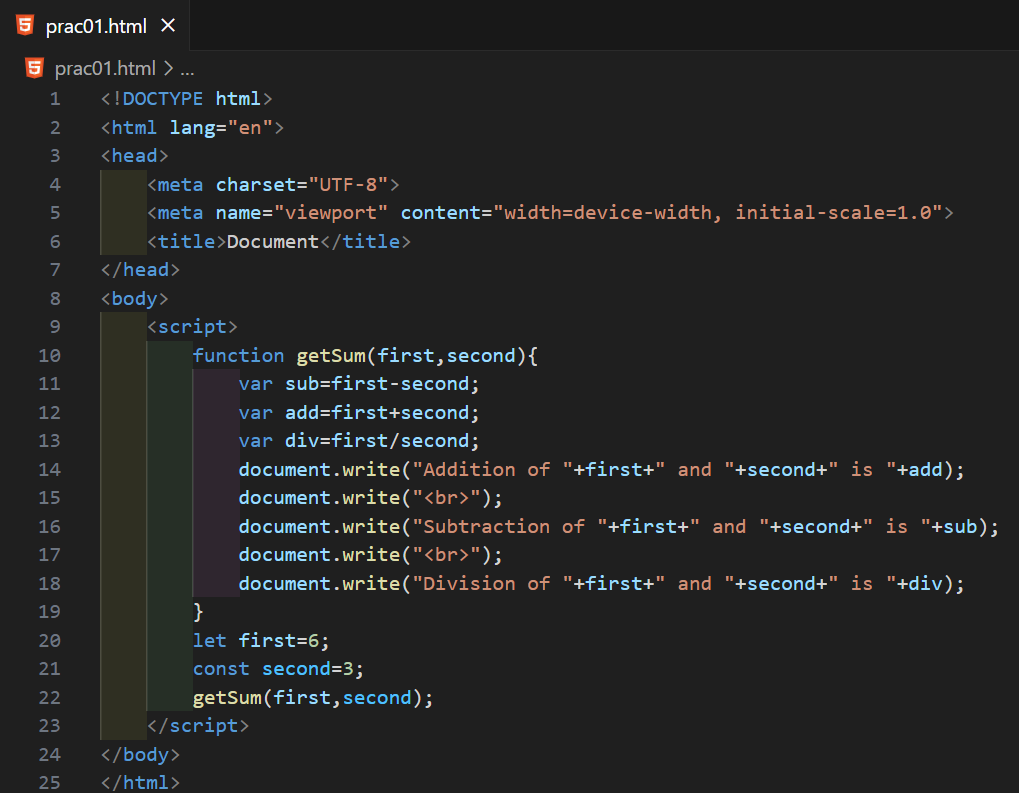 prac01.html ×
prac01.html > ...
1 <!DOCTYPE html>
2 <html lang="en">
3 <head>
4     <meta charset="UTF-8">
5     <meta name="viewport" content="width=device-width, initial-scale=1.0">
6     <title>Document</title>
7 </head>
8 <body>
9     <script>
10         function getSum(first,second){
11             var sub=first-second;
12             var add=first+second;
13             var div=first/second;
14             document.write("Addition of "+first+" and "+second+" is "+add);
15             document.write("<br>");
16             document.write("Subtraction of "+first+" and "+second+" is "+sub);
17             document.write("<br>");
18             document.write("Division of "+first+" and "+second+" is "+div);
19         }
20         let first=6;
21         const second=3;
22         getSum(first,second);
23     </script>
24 </body>
25 </html>